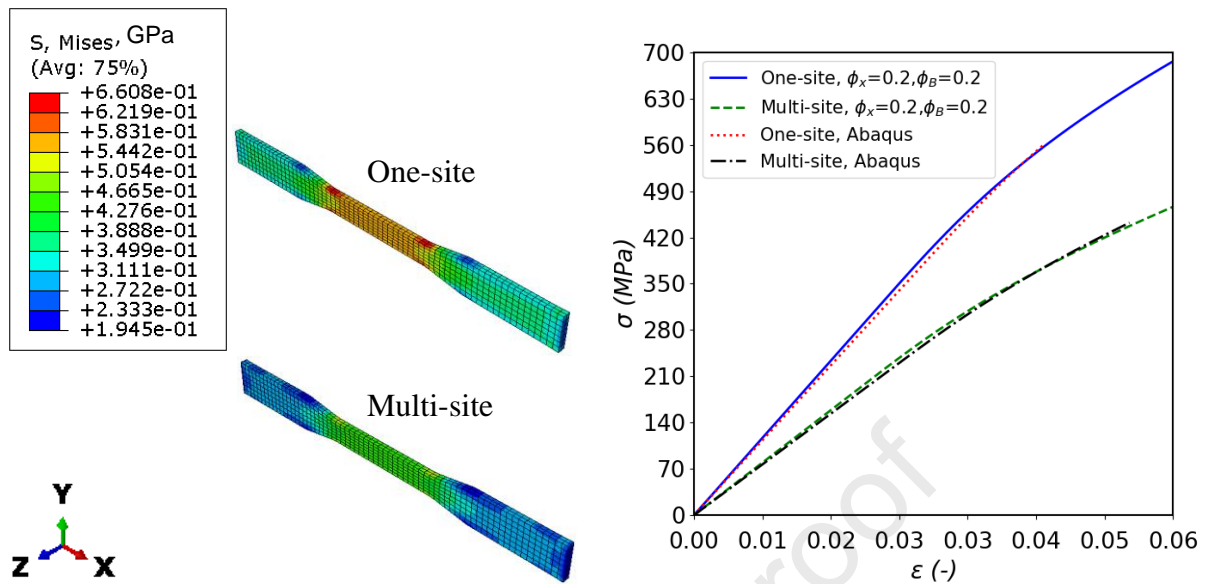 S, Mises, GPa
(Avg: 75%)
+6.608e-01
+6.219e-01
+5.831e-01
+5.442e-01
+5.054e-01
+4.665e-01
+4.276e-01
+3.888e-01
+3.499e-01
+3.111e-01
+2.722e-01
+2.333e-01
+1.945e-01
One-site
Multi-site
Y
Z
X
700
630
560
490
420
350
280
210
140
70
0
σ (MPa)
One-site, ϕx=0.2,ϕB=0.2
Multi-site, ϕx=0.2,ϕB=0.2
One-site, Abaqus
Multi-site, Abaqus
0.00 0.01 0.02 0.03 0.03 0.04 0.05 0.06
ε (-)
roof